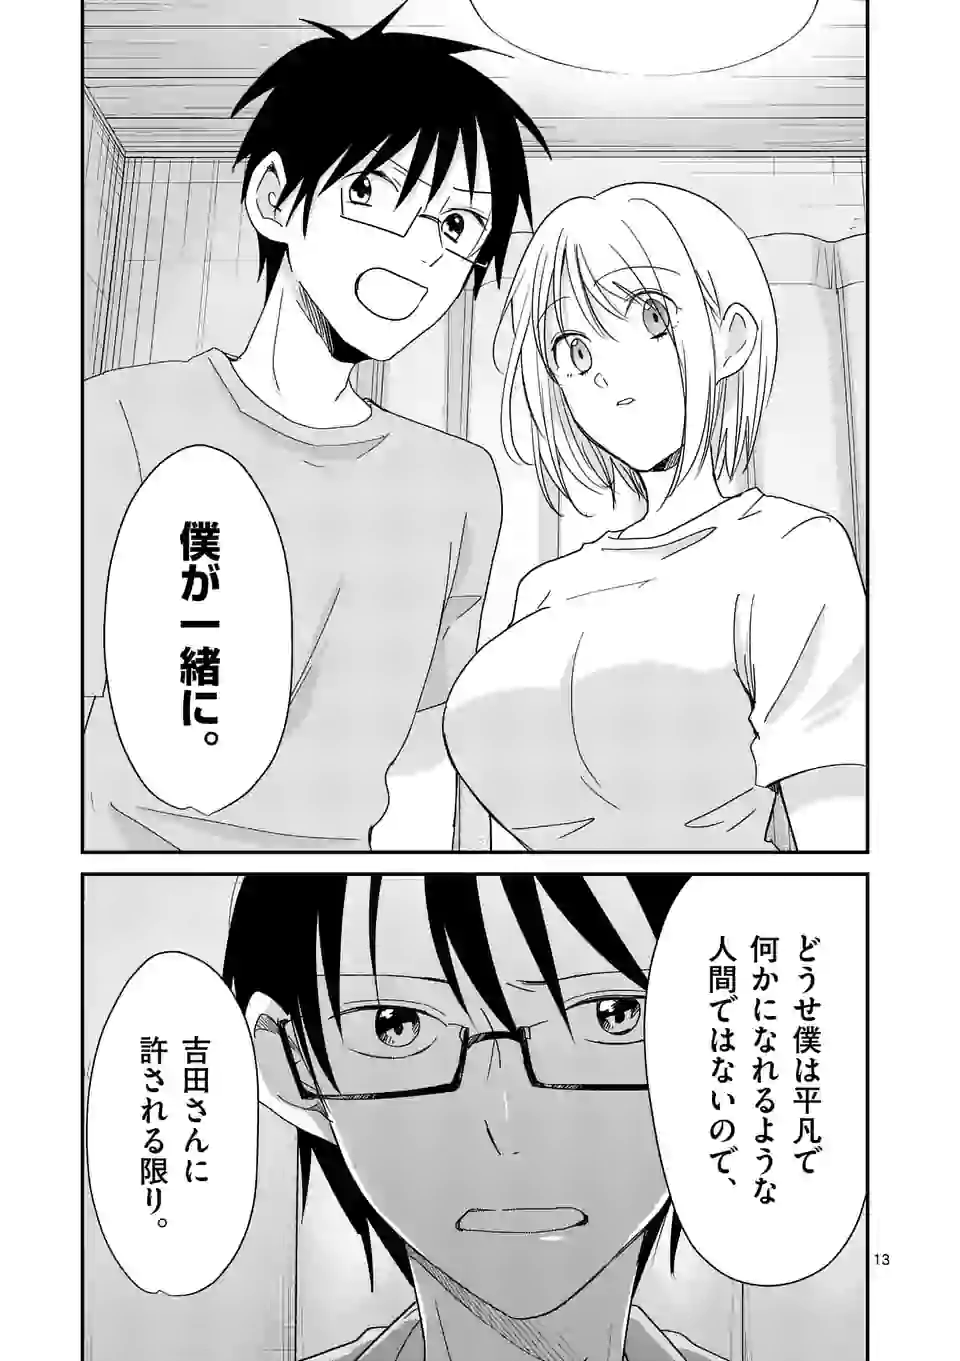 僕が一緒に。
どうせ僕は平凡で
何かになれるような
人間ではないので、
吉田さんに
許される限り。
13